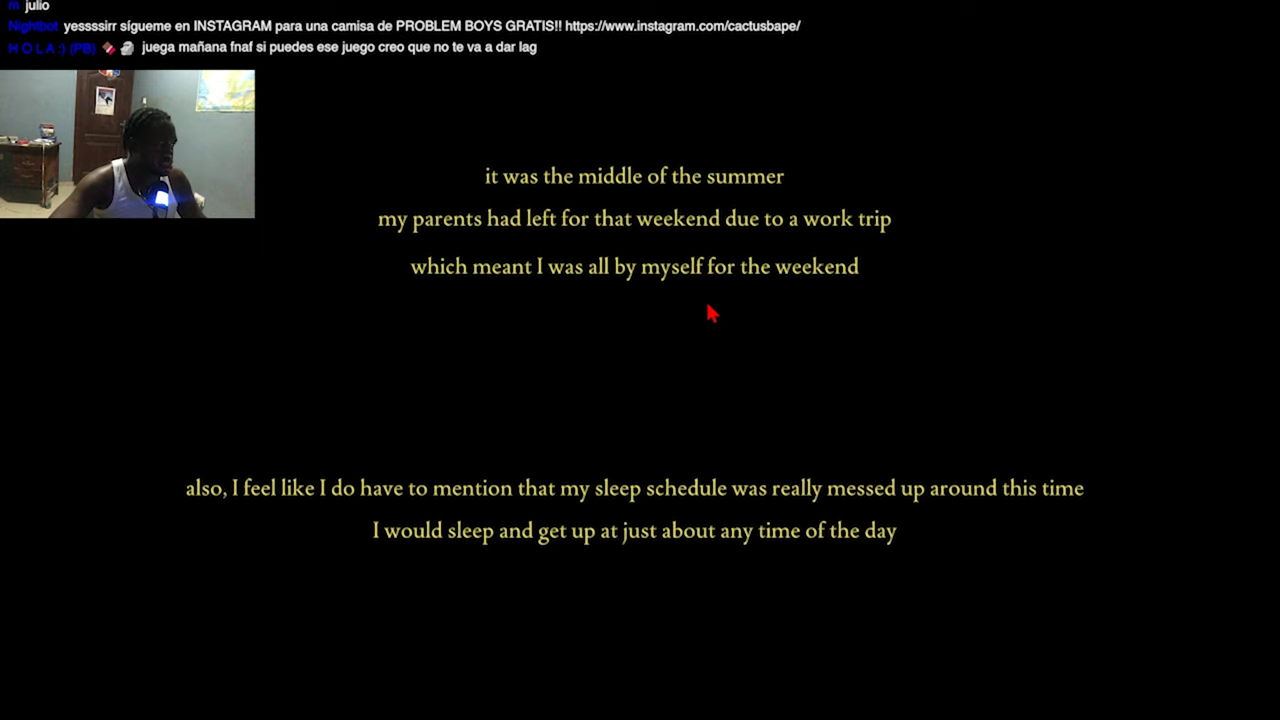 m julio
Nightbot yesssssirr sígueme en INSTAGRAM para una camisa de PROBLEM BOYS GRATIS!! https://www.instagram.com/cactusbape/
H O L A :) (PB) juega mañana fnaf si puedes ese juego creo que no te va a dar lag
it was the middle of the summer
my parents had left for that weekend due to a work trip
which meant I was all by myself for the weekend
also, I feel like I do have to mention that my sleep schedule was really messed up around this time
I would sleep and get up at just about any time of the day